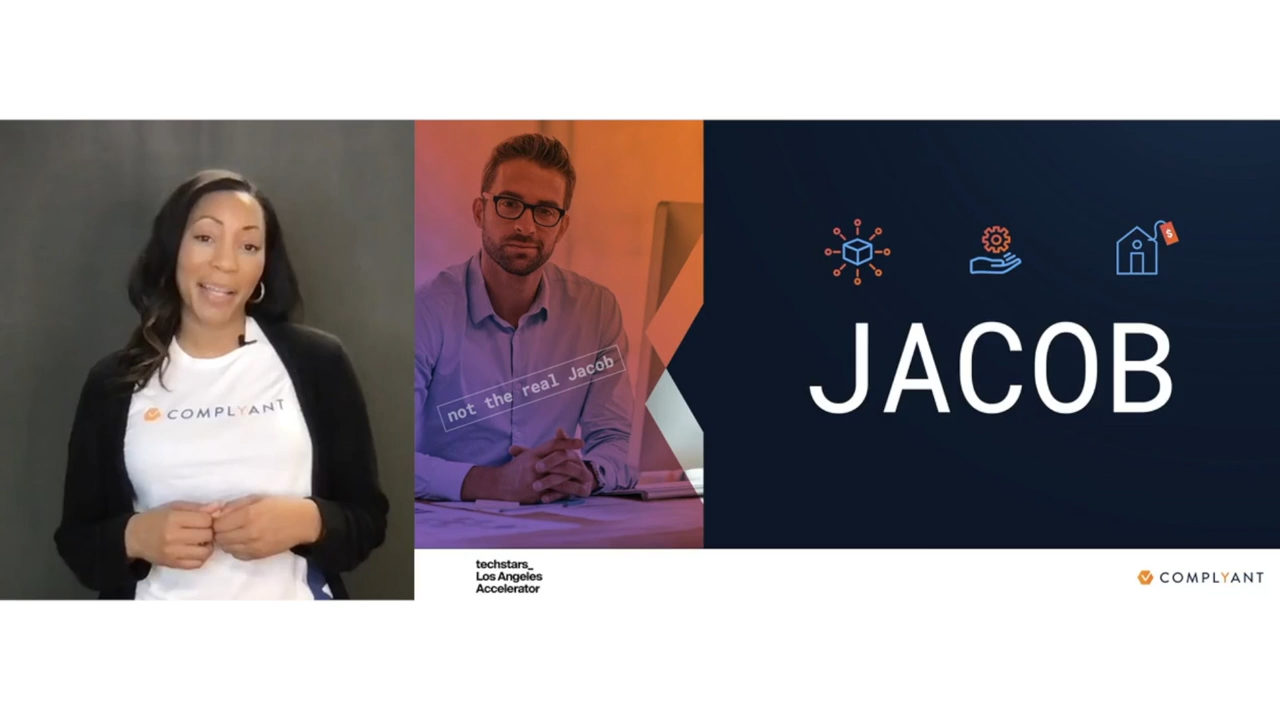 COMPLYANT
not the real Jacob
$
JACOB
techstars_
Los Angeles
Accelerator
COMPLYANT